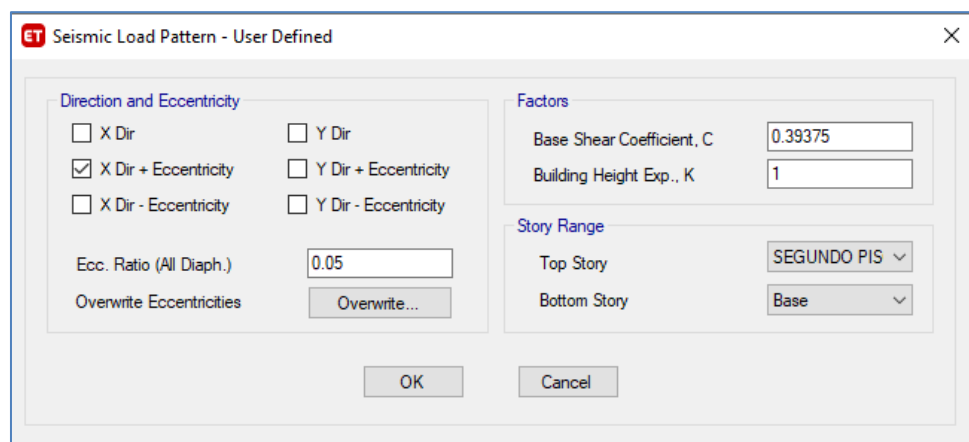 ET Seismic Load Pattern - User Defined
Direction and Eccentricity
X Dir Y Dir
X Dir + Eccentricity Y Dir + Eccentricity
X Dir - Eccentricity Y Dir - Eccentricity
Ecc. Ratio (All Diaph.) 0.05
Overwrite Eccentricities Overwrite...
Factors
Base Shear Coefficient, C 0.39375
Building Height Exp., K 1
Story Range
Top Story SEGUNDO PIS
Bottom Story Base
OK Cancel